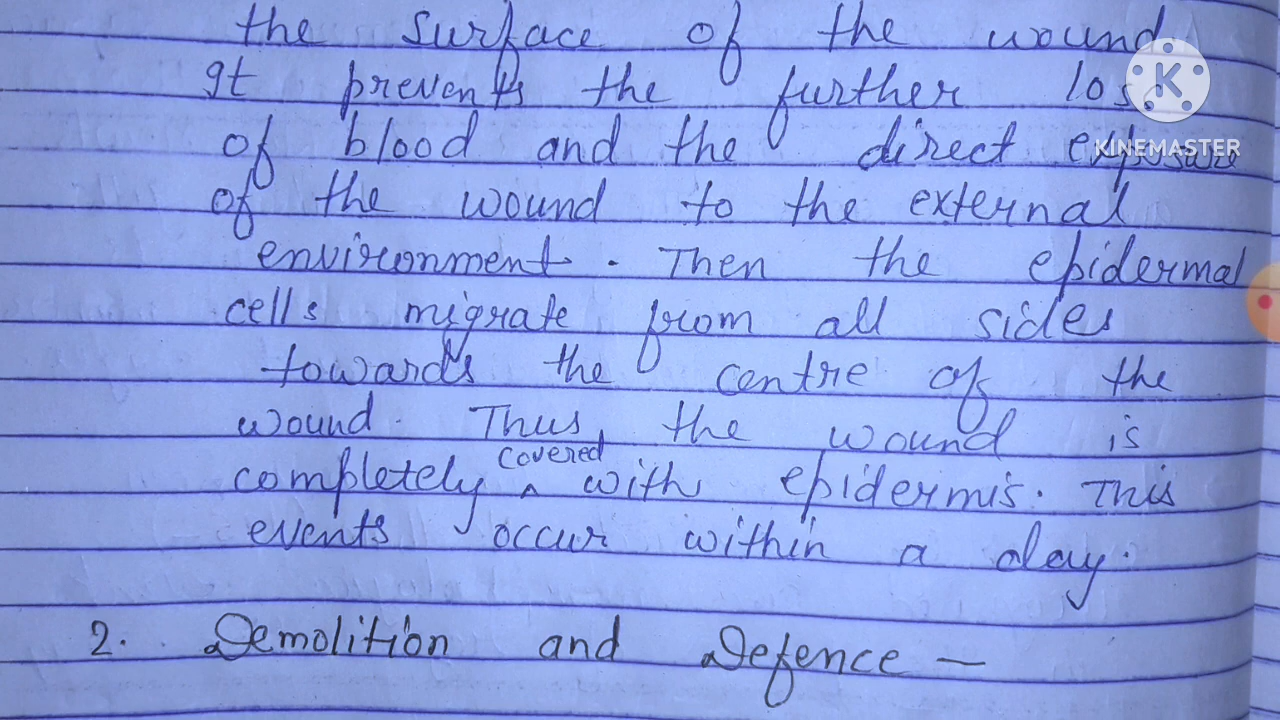 the surface of the wound
It prevents the further loss
of blood and the direct exposure
KINEMASTER
of the wound to the external
environment. Then the epidermal
cells migrate from all sides
towards the centre of the
wound. Thus, the wound is
covered
completely ^ with epidermis. This
events occur within a day.
2. Demolition and Defence —